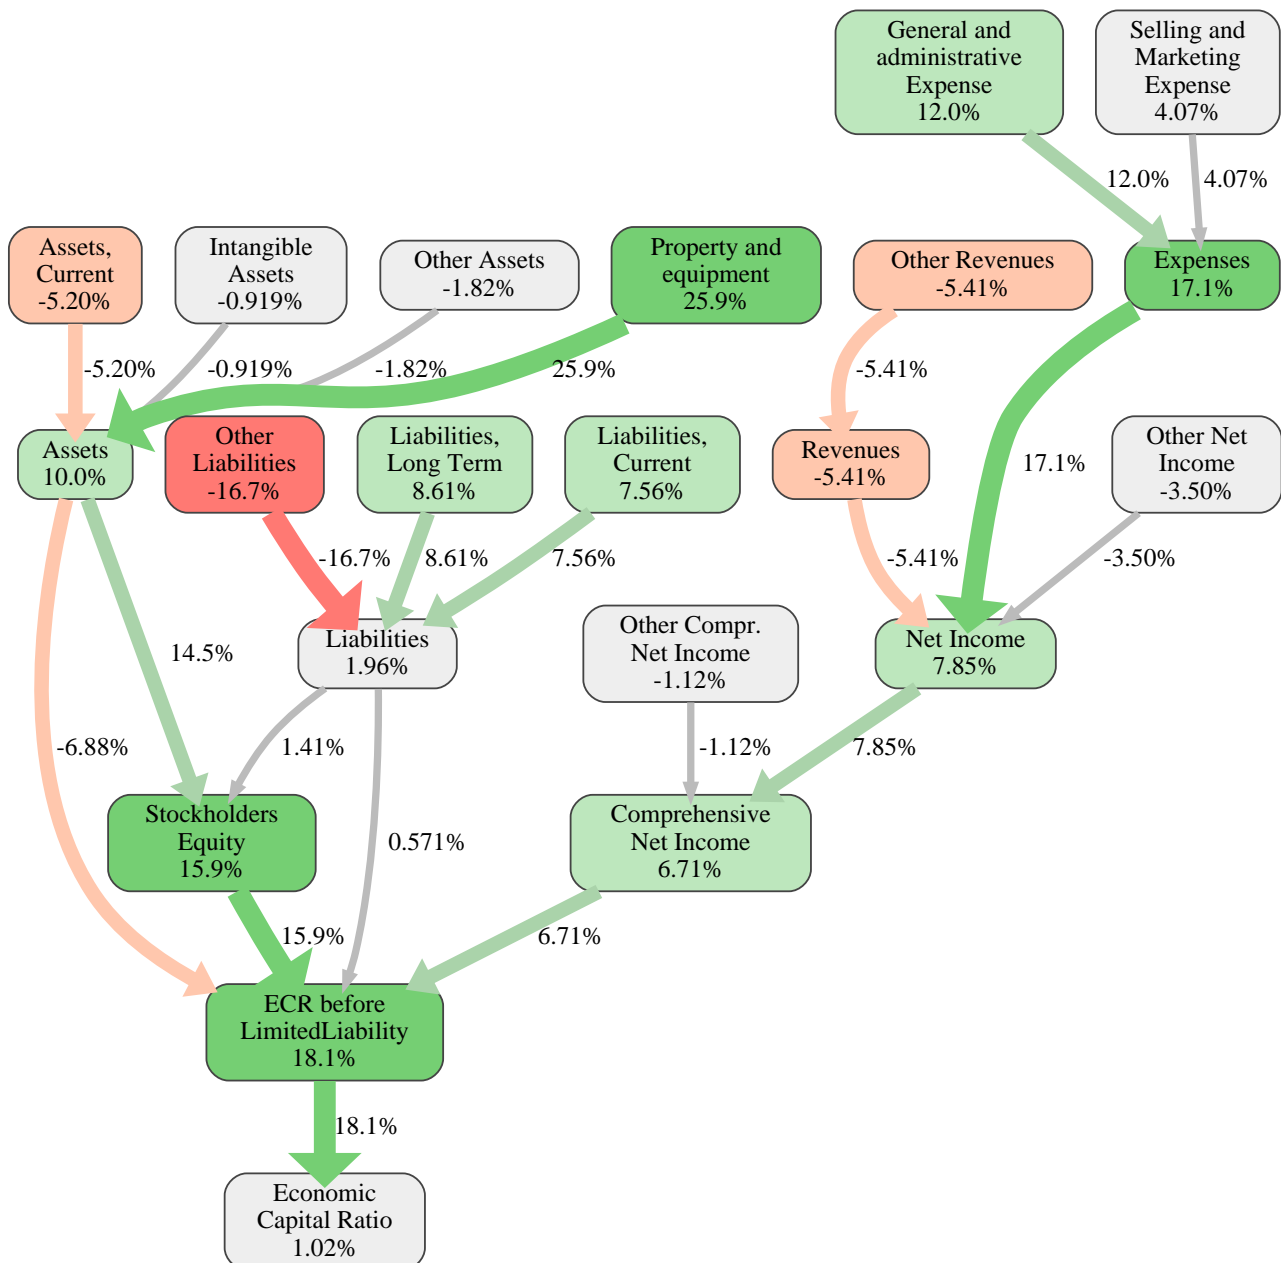 General and
administrative
Expense
12.0%
Selling and
Marketing
Expense
4.07%
12.0%
4.07%
Assets,
Current
-5.20%
Intangible
Assets
-0.919%
Other Assets
-1.82%
Property and
equipment
25.9%
Other Revenues
-5.41%
Expenses
17.1%
-5.20%
-0.919%
-1.82%
25.9%
-5.41%
Assets
10.0%
Other
Liabilities
-16.7%
Liabilities,
Long Term
8.61%
Liabilities,
Current
7.56%
Revenues
-5.41%
17.1%
Other Net
Income
-3.50%
-16.7%
8.61%
7.56%
-5.41%
-3.50%
14.5%
Liabilities
1.96%
Other Compr.
Net Income
-1.12%
Net Income
7.85%
-6.88%
1.41%
-1.12%
7.85%
Stockholders
Equity
15.9%
0.571%
Comprehensive
Net Income
6.71%
15.9%
6.71%
ECR before
LimitedLiability
18.1%
18.1%
Economic
Capital Ratio
1.02%